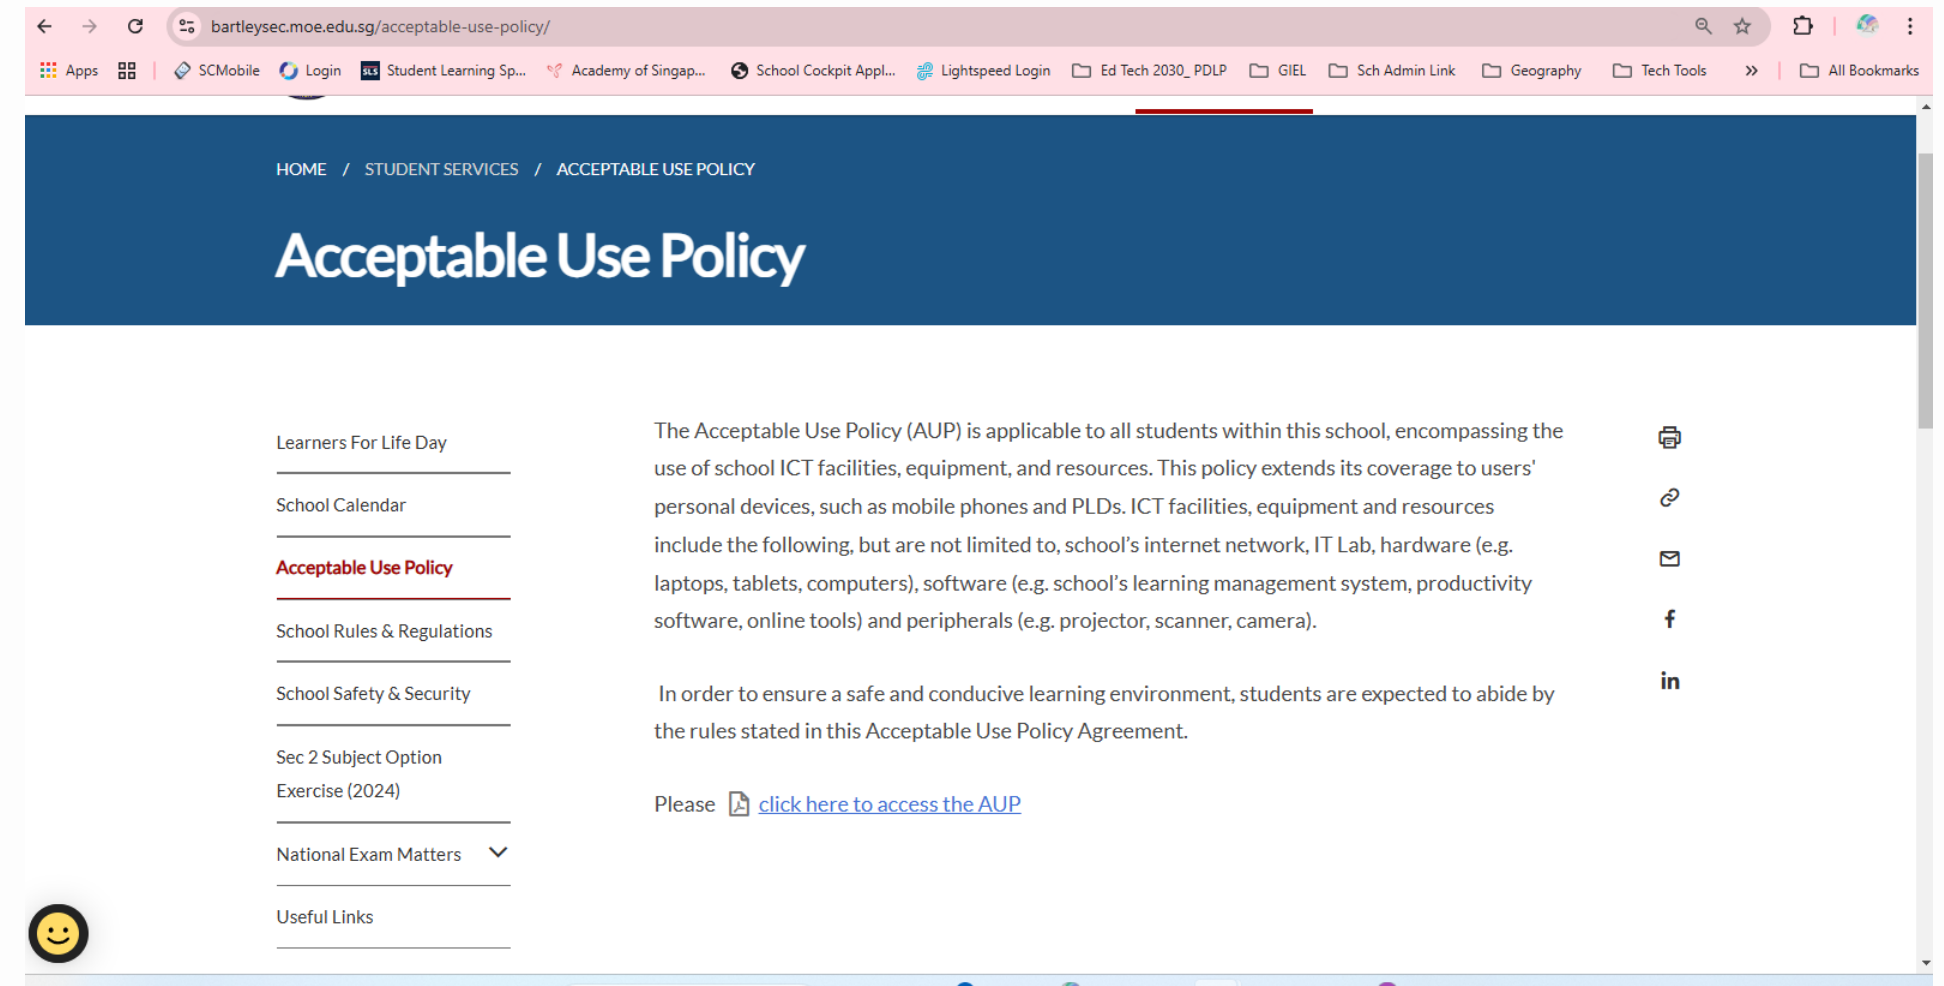 bartleysec.moe.edu.sg/acceptable-use-policy/
Apps SCMobile Login SLS Student Learning Sp... Academy of Singap... School Cockpit Appl... Lightspeed Login Ed Tech 2030_ PDLP GIEL Sch Admin Link Geography Tech Tools » All Bookmarks
HOME / STUDENT SERVICES / ACCEPTABLE USE POLICY
Acceptable Use Policy
Learners For Life Day
School Calendar
Acceptable Use Policy
School Rules & Regulations
School Safety & Security
Sec 2 Subject Option
Exercise (2024)
National Exam Matters
Useful Links
The Acceptable Use Policy (AUP) is applicable to all students within this school, encompassing the
use of school ICT facilities, equipment, and resources. This policy extends its coverage to users'
personal devices, such as mobile phones and PLDs. ICT facilities, equipment and resources
include the following, but are not limited to, school’s internet network, IT Lab, hardware (e.g.
laptops, tablets, computers), software (e.g. school’s learning management system, productivity
software, online tools) and peripherals (e.g. projector, scanner, camera).
In order to ensure a safe and conducive learning environment, students are expected to abide by
the rules stated in this Acceptable Use Policy Agreement.
Please click here to access the AUP